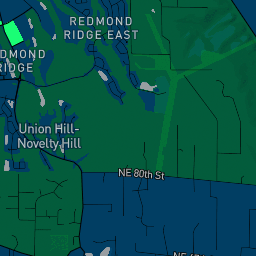 REDMOND
RIDGE EAST
DMOND
RIDGE
Union Hill-
Novelty Hill
NE 80th St